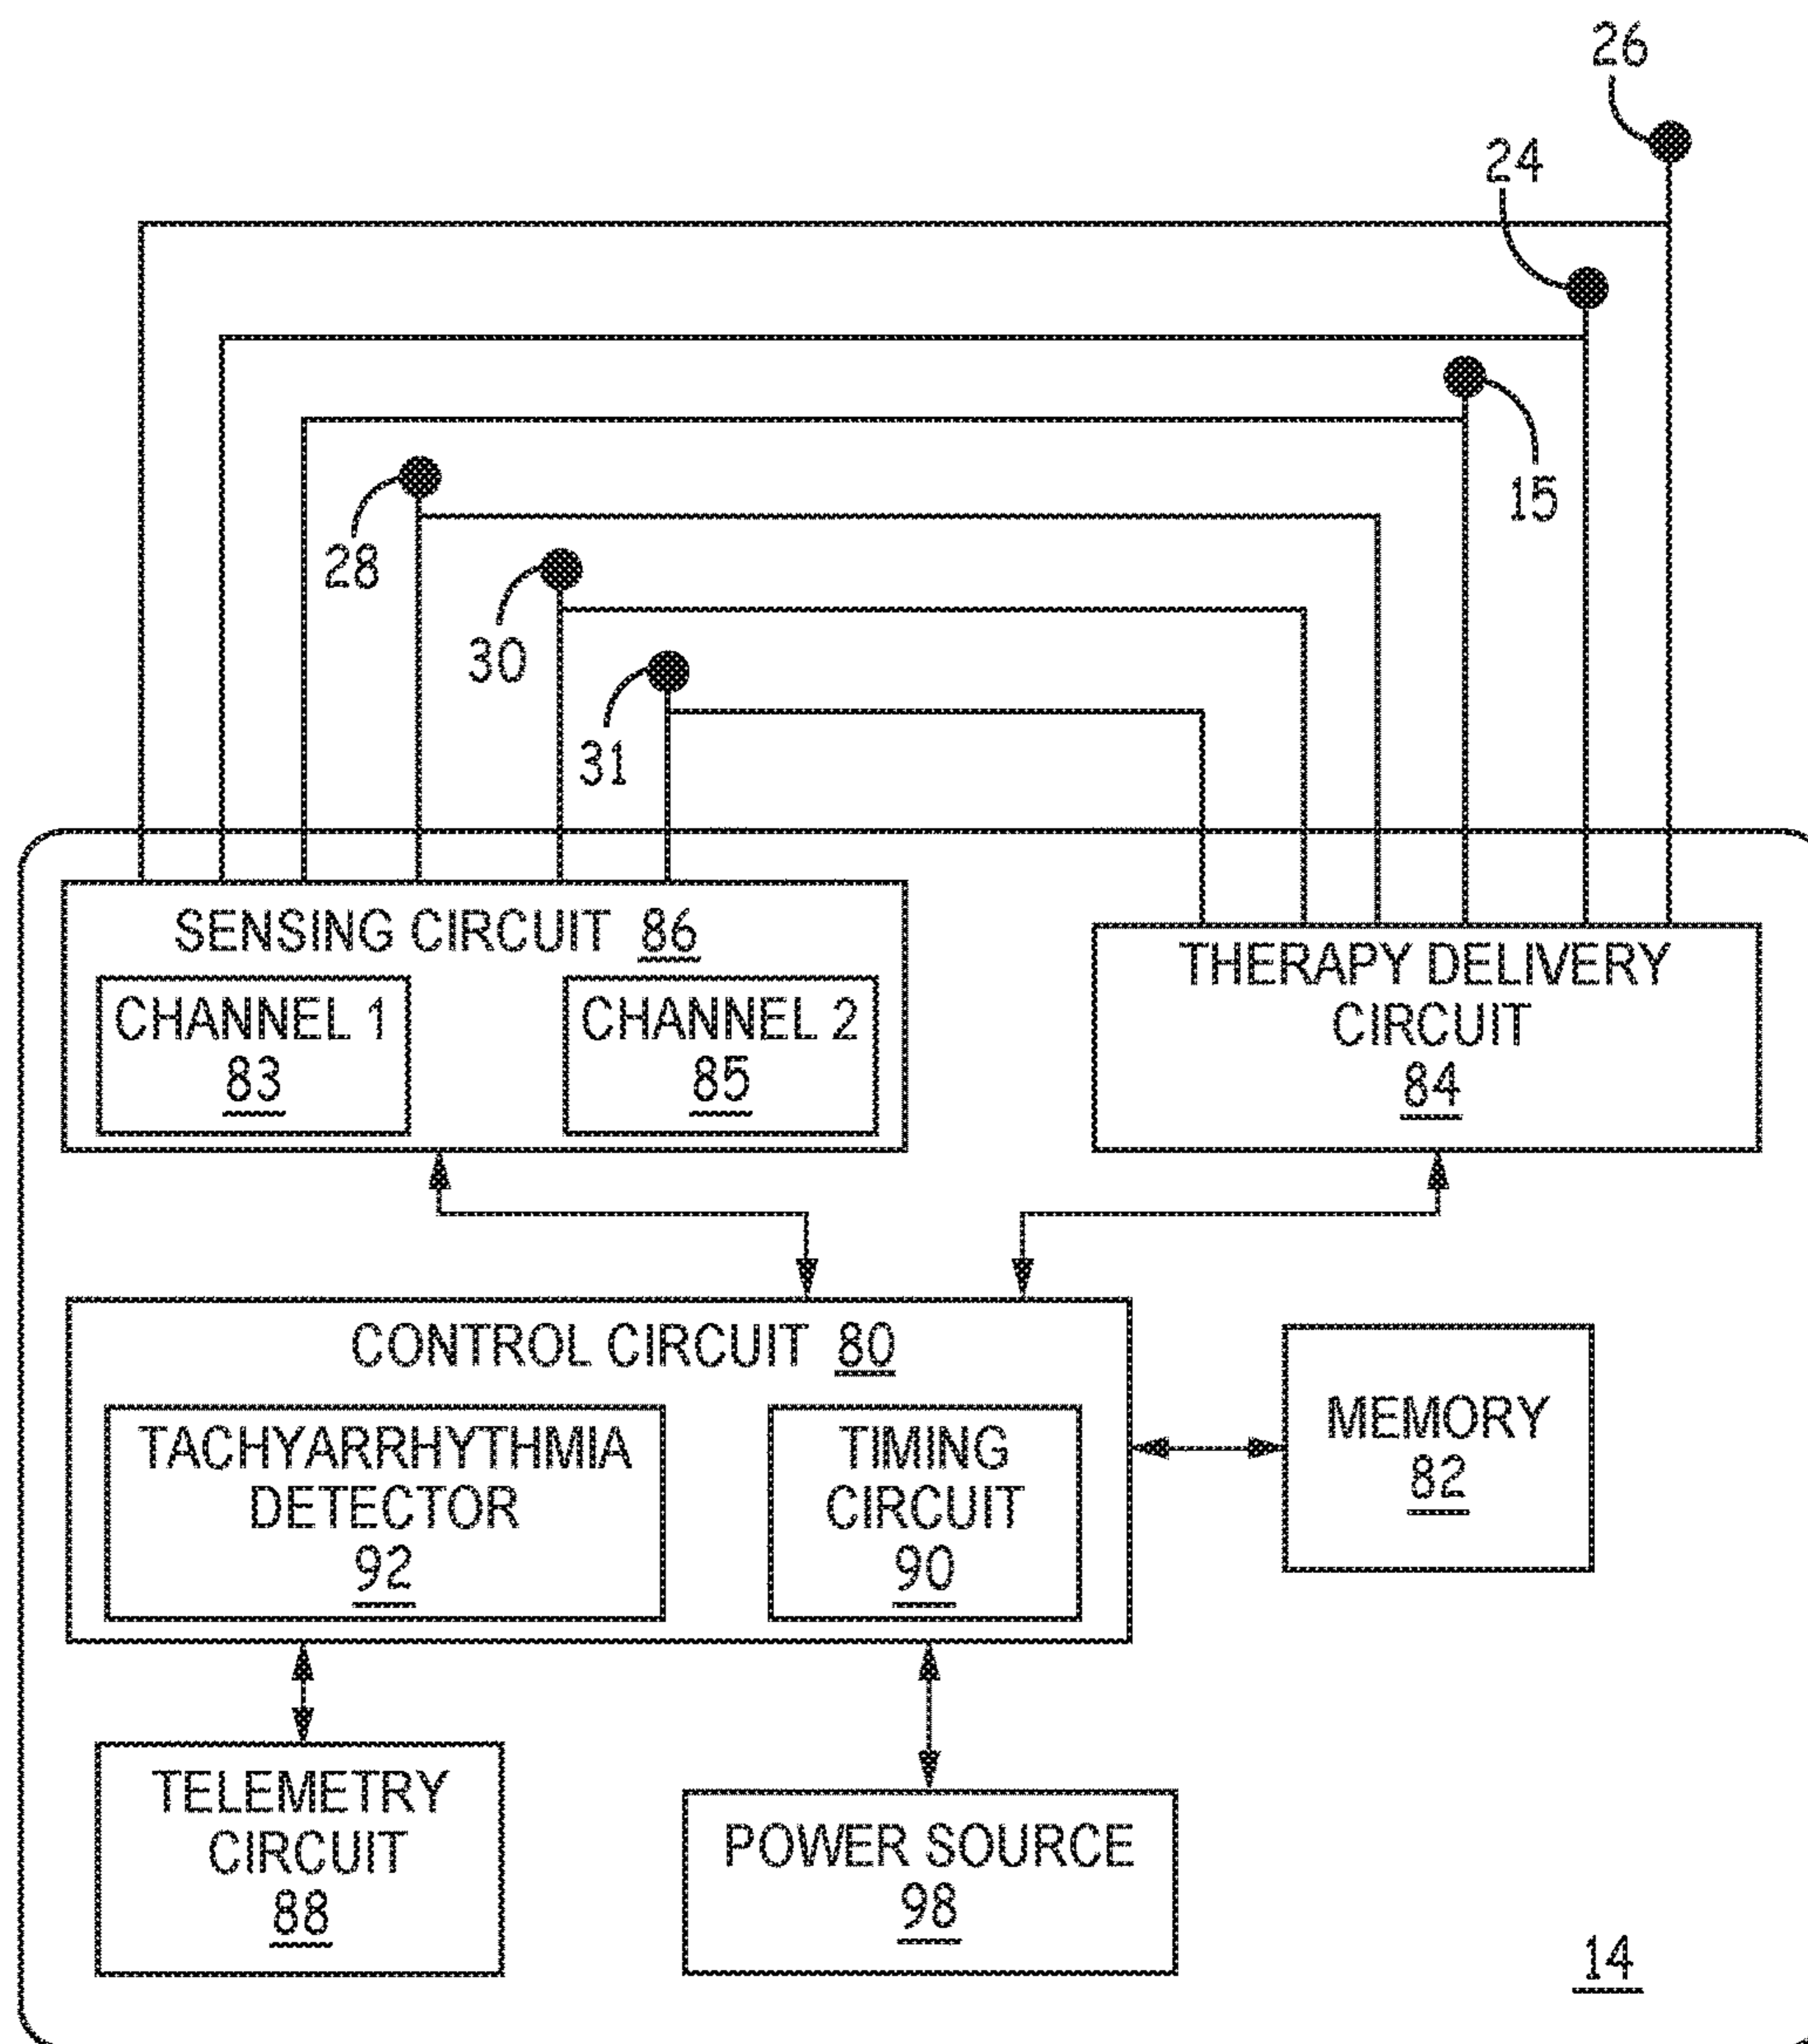 26
24
15
28
30
31
SENSING CIRCUIT 86
CHANNEL 1
83
CHANNEL 2
85
THERAPY DELIVERY
CIRCUIT
84
CONTROL CIRCUIT 80
TACHYARRHYTHMIA
DETECTOR
92
TIMING
CIRCUIT
90
MEMORY
82
TELEMETRY
CIRCUIT
88
POWER SOURCE
98
14